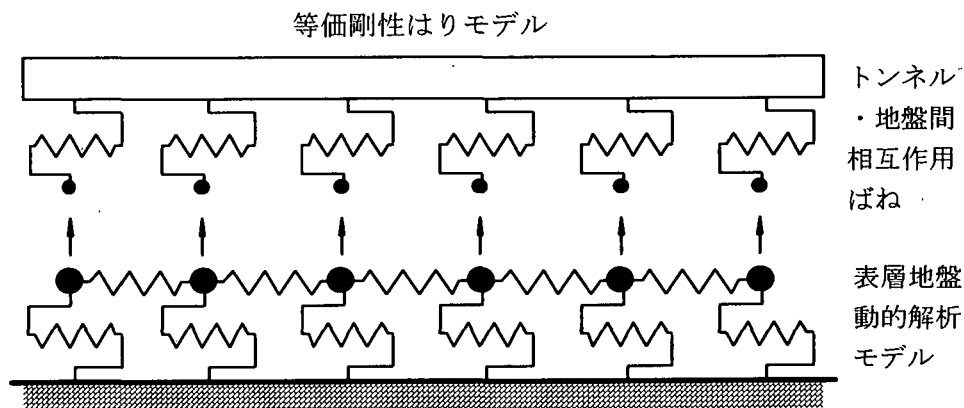 等価剛性はりモデル
トンネル
・地盤間
相互作用
ばね
表層地盤
動的解析
モデル